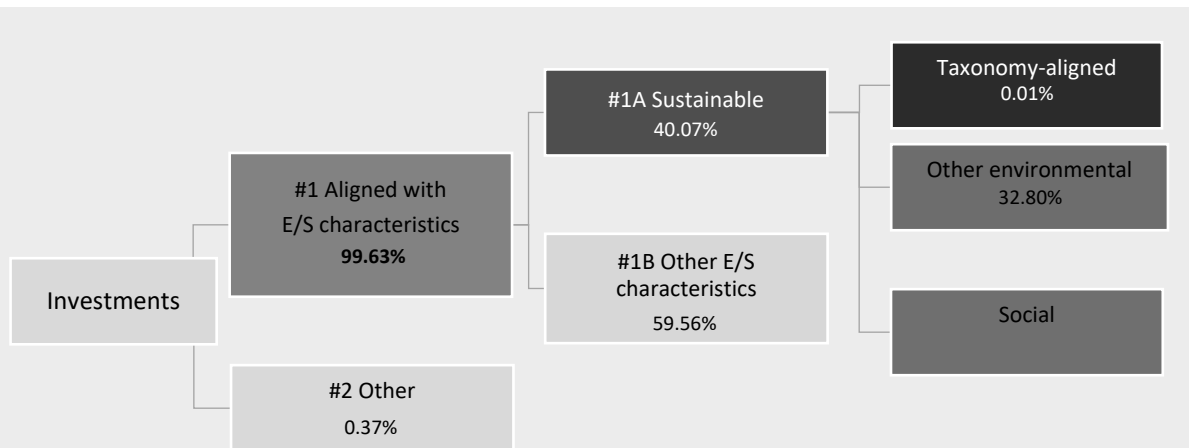 Investments
#1 Aligned with
E/S characteristics
99.63%
#2 Other
0.37%
#1A Sustainable
40.07%
#1B Other E/S
characteristics
59.56%
Taxonomy-aligned
0.01%
Other environmental
32.80%
Social